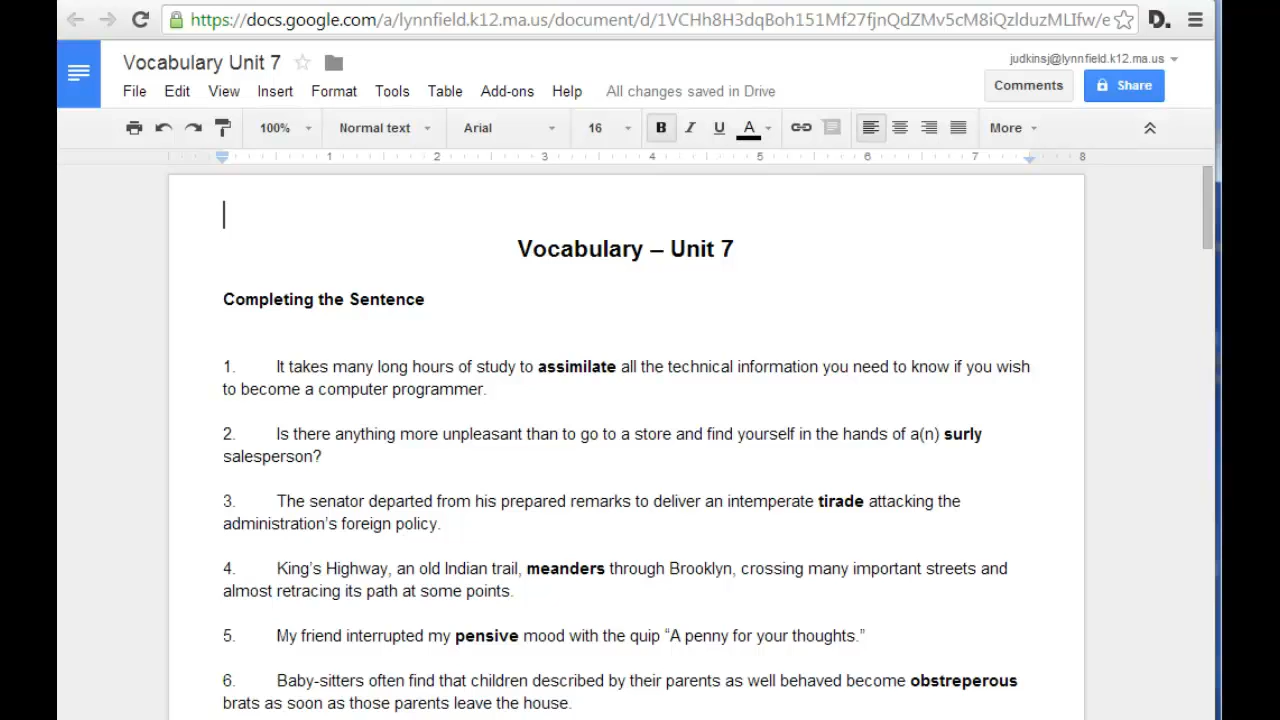 https://docs.google.com/a/lynnfield.k12.ma.us/document/d/1VCHh8H3dqBoh151Mf27fjnQdZMv5cM8iQzlduzMLIfw/e
D.
Vocabulary Unit 7
judkinsj@lynnfield.k12.ma.us
File Edit View Insert Format Tools Table Add-ons Help All changes saved in Drive
Comments Share
100% Normal text Arial 16 B I U A More
1 2 3 4 5 6 7 8
Vocabulary – Unit 7
Completing the Sentence
1. It takes many long hours of study to assimilate all the technical information you need to know if you wish
to become a computer programmer.
2. Is there anything more unpleasant than to go to a store and find yourself in the hands of a(n) surly
salesperson?
3. The senator departed from his prepared remarks to deliver an intemperate tirade attacking the
administration’s foreign policy.
4. King’s Highway, an old Indian trail, meanders through Brooklyn, crossing many important streets and
almost retracing its path at some points.
5. My friend interrupted my pensive mood with the quip “A penny for your thoughts.”
6. Baby-sitters often find that children described by their parents as well behaved become obstreperous
brats as soon as those parents leave the house.